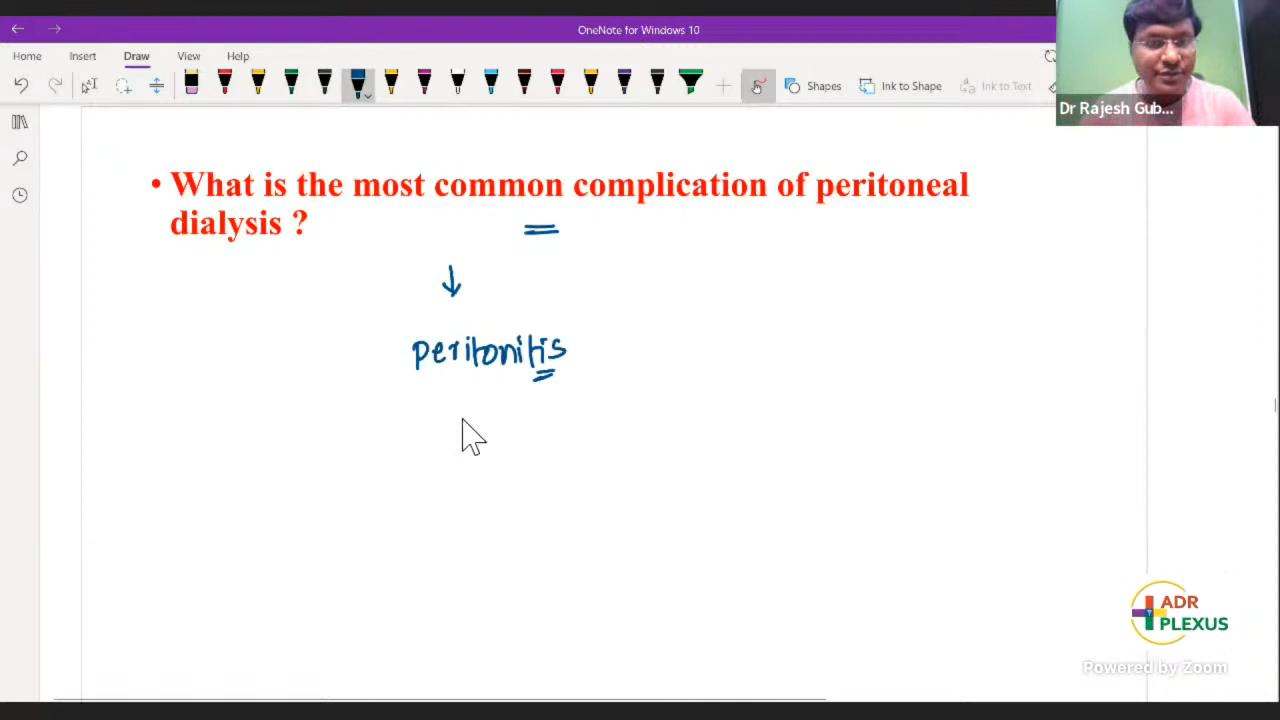 OneNote for Windows 10
Home Insert Draw View Help
Shapes Ink to Shape Ink to Text
Dr Rajesh Gub...
• What is the most common complication of peritoneal
dialysis ?
↓
peritonitis
ADR
PLEXUS
Powered by Zoom